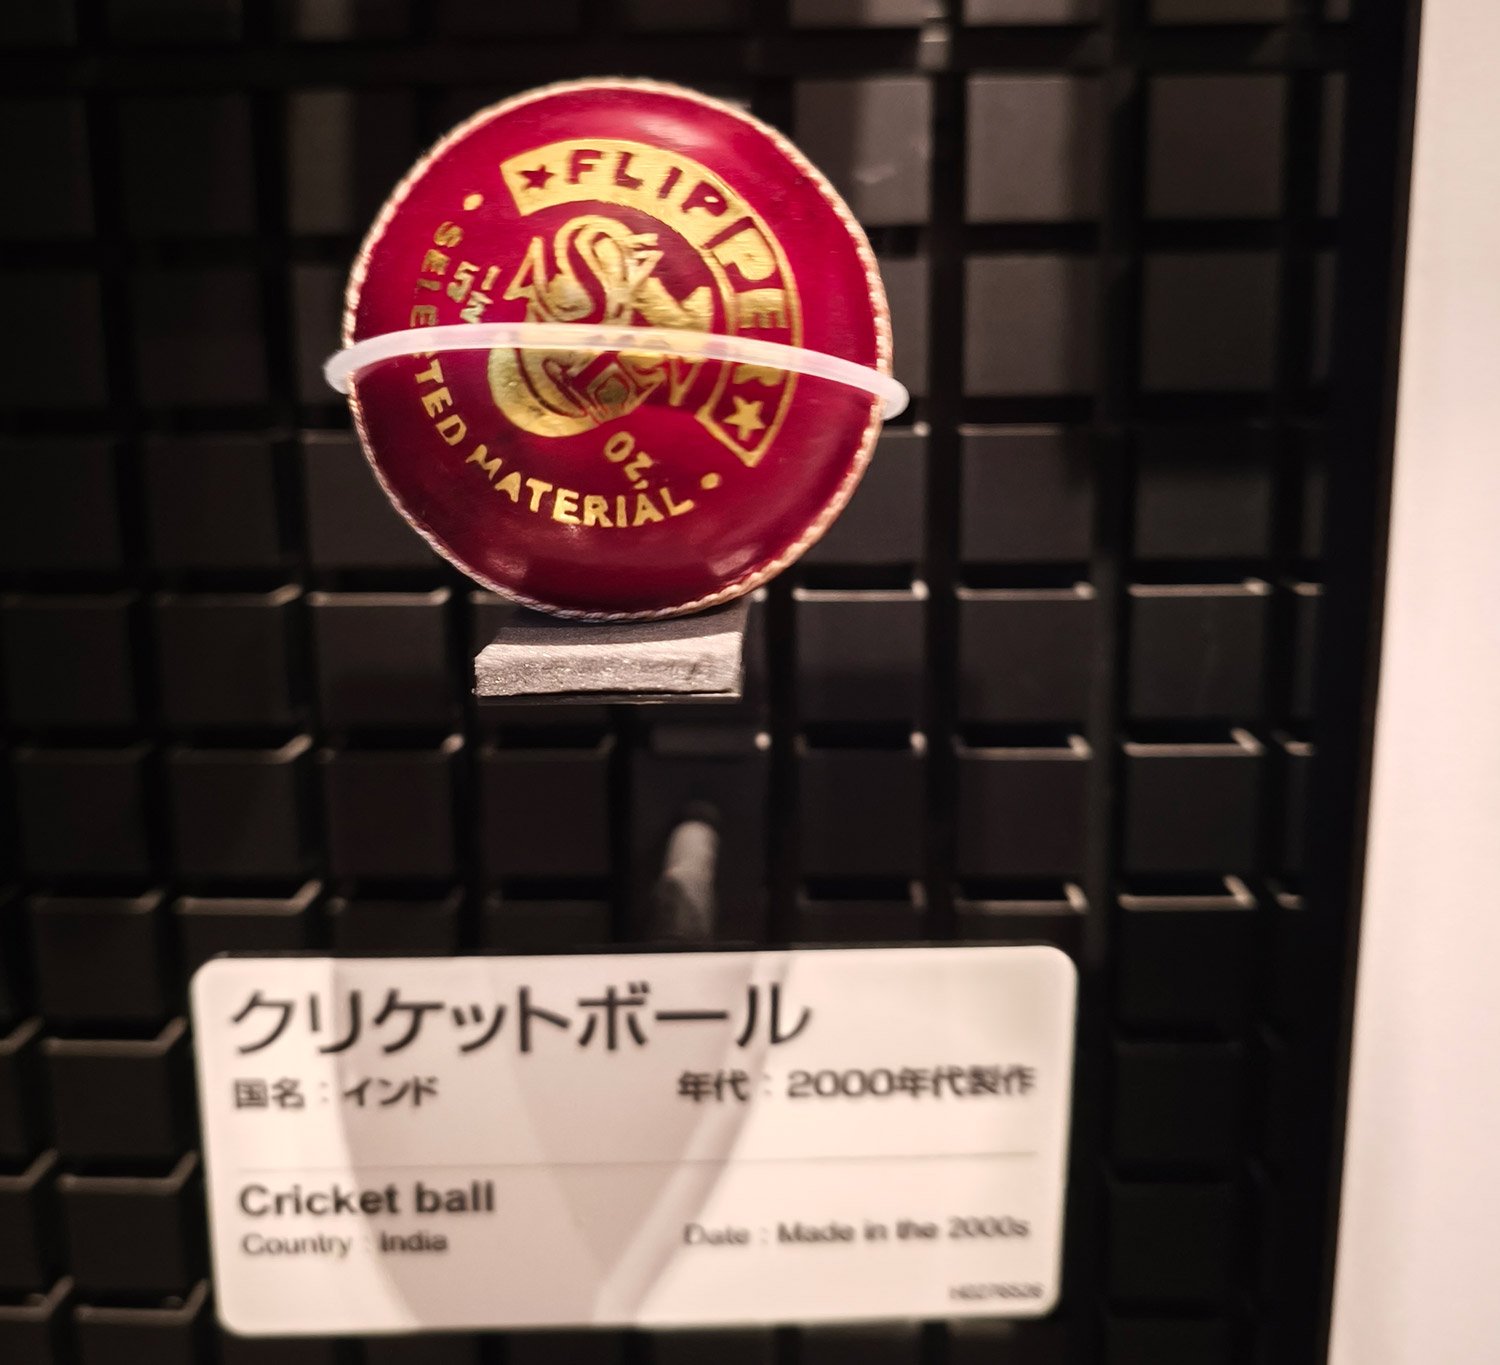 ★FLIPPER★
5½
OZ.
• SELECTED MATERIAL •
クリケットボール
国名：インド
年代：2000年代製作
Cricket ball
Country : India
Date : Made in the 2000s